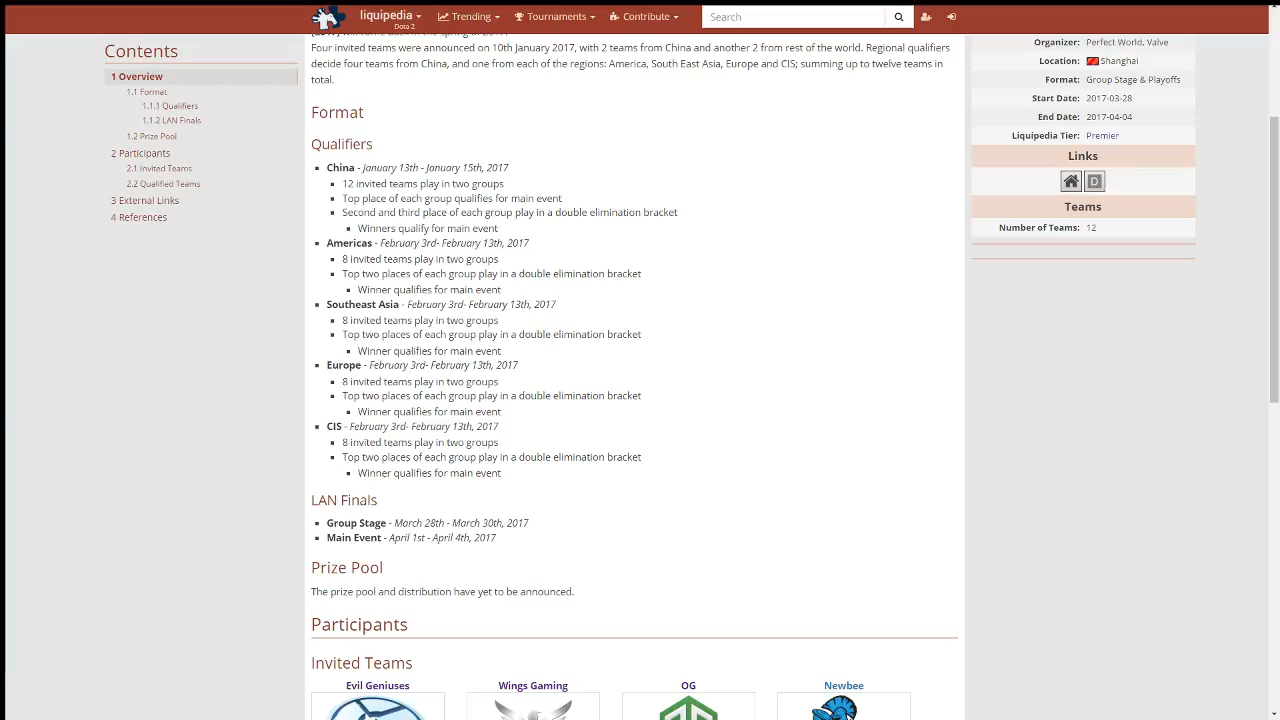 liquipedia
Dota 2
Trending
Tournaments
Contribute
Search
Contents
1 Overview
1.1 Format
1.1.1 Qualifiers
1.1.2 LAN Finals
1.2 Prize Pool
2 Participants
2.1 Invited Teams
2.2 Qualified Teams
3 External Links
4 References
Four invited teams were announced on 10th January 2017, with 2 teams from China and another 2 from rest of the world. Regional qualifiers
decide four teams from China, and one from each of the regions: America, South East Asia, Europe and CIS; summing up to twelve teams in
total.
Format
Qualifiers
China - January 13th - January 15th, 2017
12 invited teams play in two groups
Top place of each group qualifies for main event
Second and third place of each group play in a double elimination bracket
Winners qualify for main event
Americas - February 3rd- February 13th, 2017
8 invited teams play in two groups
Top two places of each group play in a double elimination bracket
Winner qualifies for main event
Southeast Asia - February 3rd- February 13th, 2017
8 invited teams play in two groups
Top two places of each group play in a double elimination bracket
Winner qualifies for main event
Europe - February 3rd- February 13th, 2017
8 invited teams play in two groups
Top two places of each group play in a double elimination bracket
Winner qualifies for main event
CIS - February 3rd- February 13th, 2017
8 invited teams play in two groups
Top two places of each group play in a double elimination bracket
Winner qualifies for main event
LAN Finals
Group Stage - March 28th - March 30th, 2017
Main Event - April 1st - April 4th, 2017
Prize Pool
The prize pool and distribution have yet to be announced.
Participants
Invited Teams
Evil Geniuses
Wings Gaming
OG
Newbee
Organizer: Perfect World, Valve
Location: Shanghai
Format: Group Stage & Playoffs
Start Date: 2017-03-28
End Date: 2017-04-04
Liquipedia Tier: Premier
Links
D
Teams
Number of Teams: 12